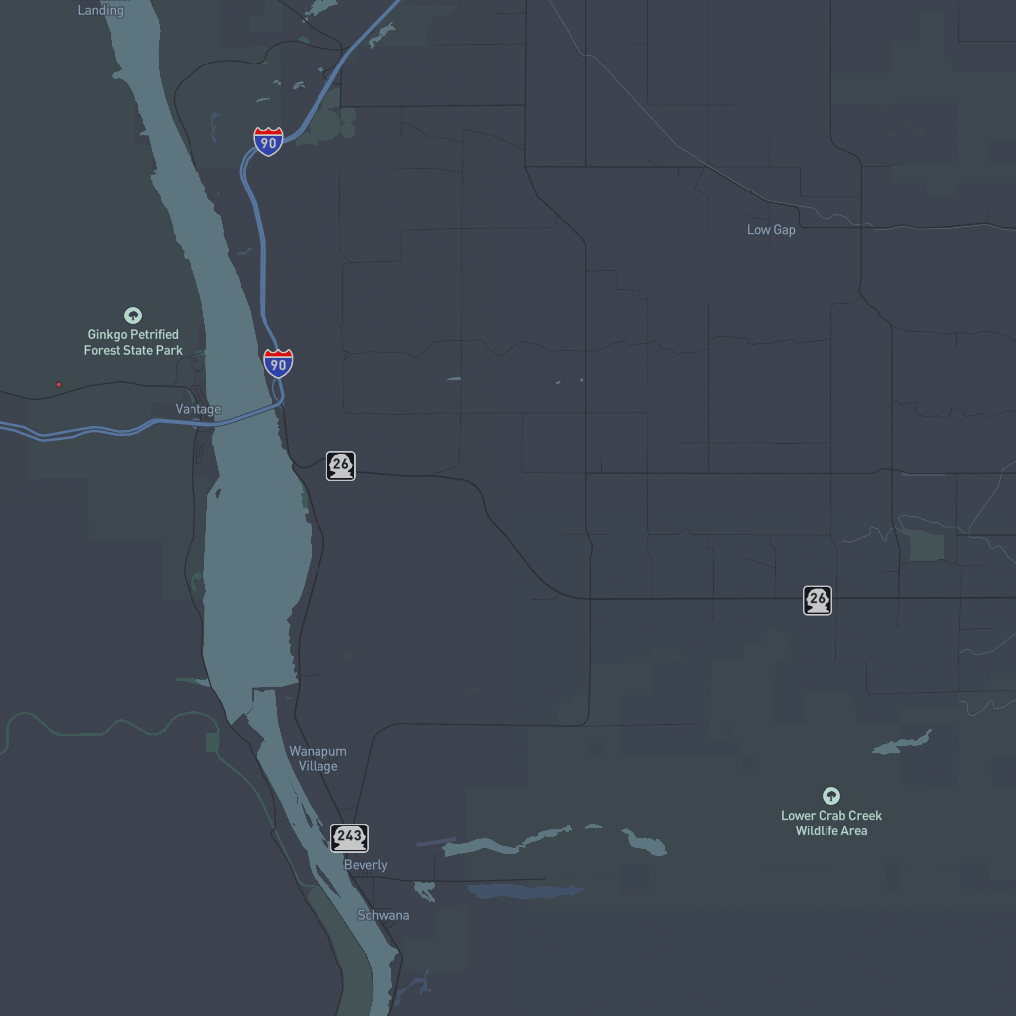 Landing
90
Low Gap
Ginkgo Petrified
Forest State Park
90
Vantage
26
26
Wanapum
Village
Lower Crab Creek
Wildlife Area
243
Beverly
Schwana